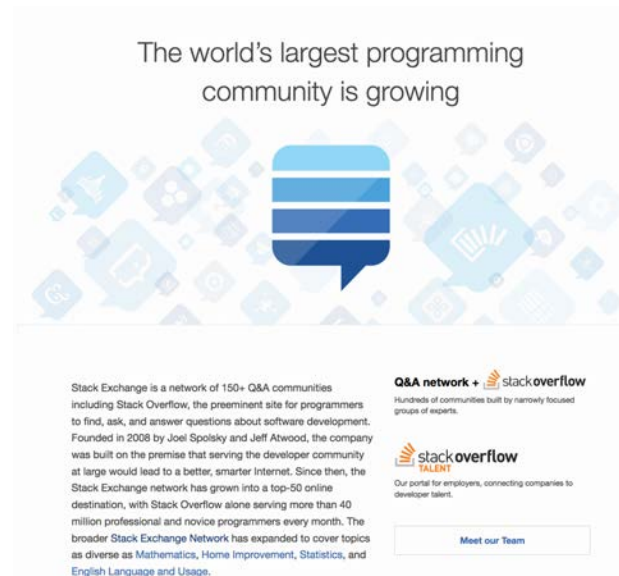 The world's largest programming
community is growing
Stack Exchange is a network of 150+ Q&A communities
including Stack Overflow, the preeminent site for programmers
to find, ask, and answer questions about software development.
Founded in 2008 by Joel Spolsky and Jeff Atwood, the company
was built on the premise that serving the developer community
at large would lead to a better, smarter Internet. Since then, the
Stack Exchange network has grown into a top-50 online
destination, with Stack Overflow alone serving more than 40
million professional and novice programmers every month. The
broader Stack Exchange Network has expanded to cover topics
as diverse as Mathematics, Home Improvement, Statistics, and
English Language and Usage.
Q&A network + stackoverflow
Hundreds of communities built by narrowly focused
groups of experts.
stackoverflow
TALENT
Our portal for employers, connecting companies to
developer talent.
Meet our Team